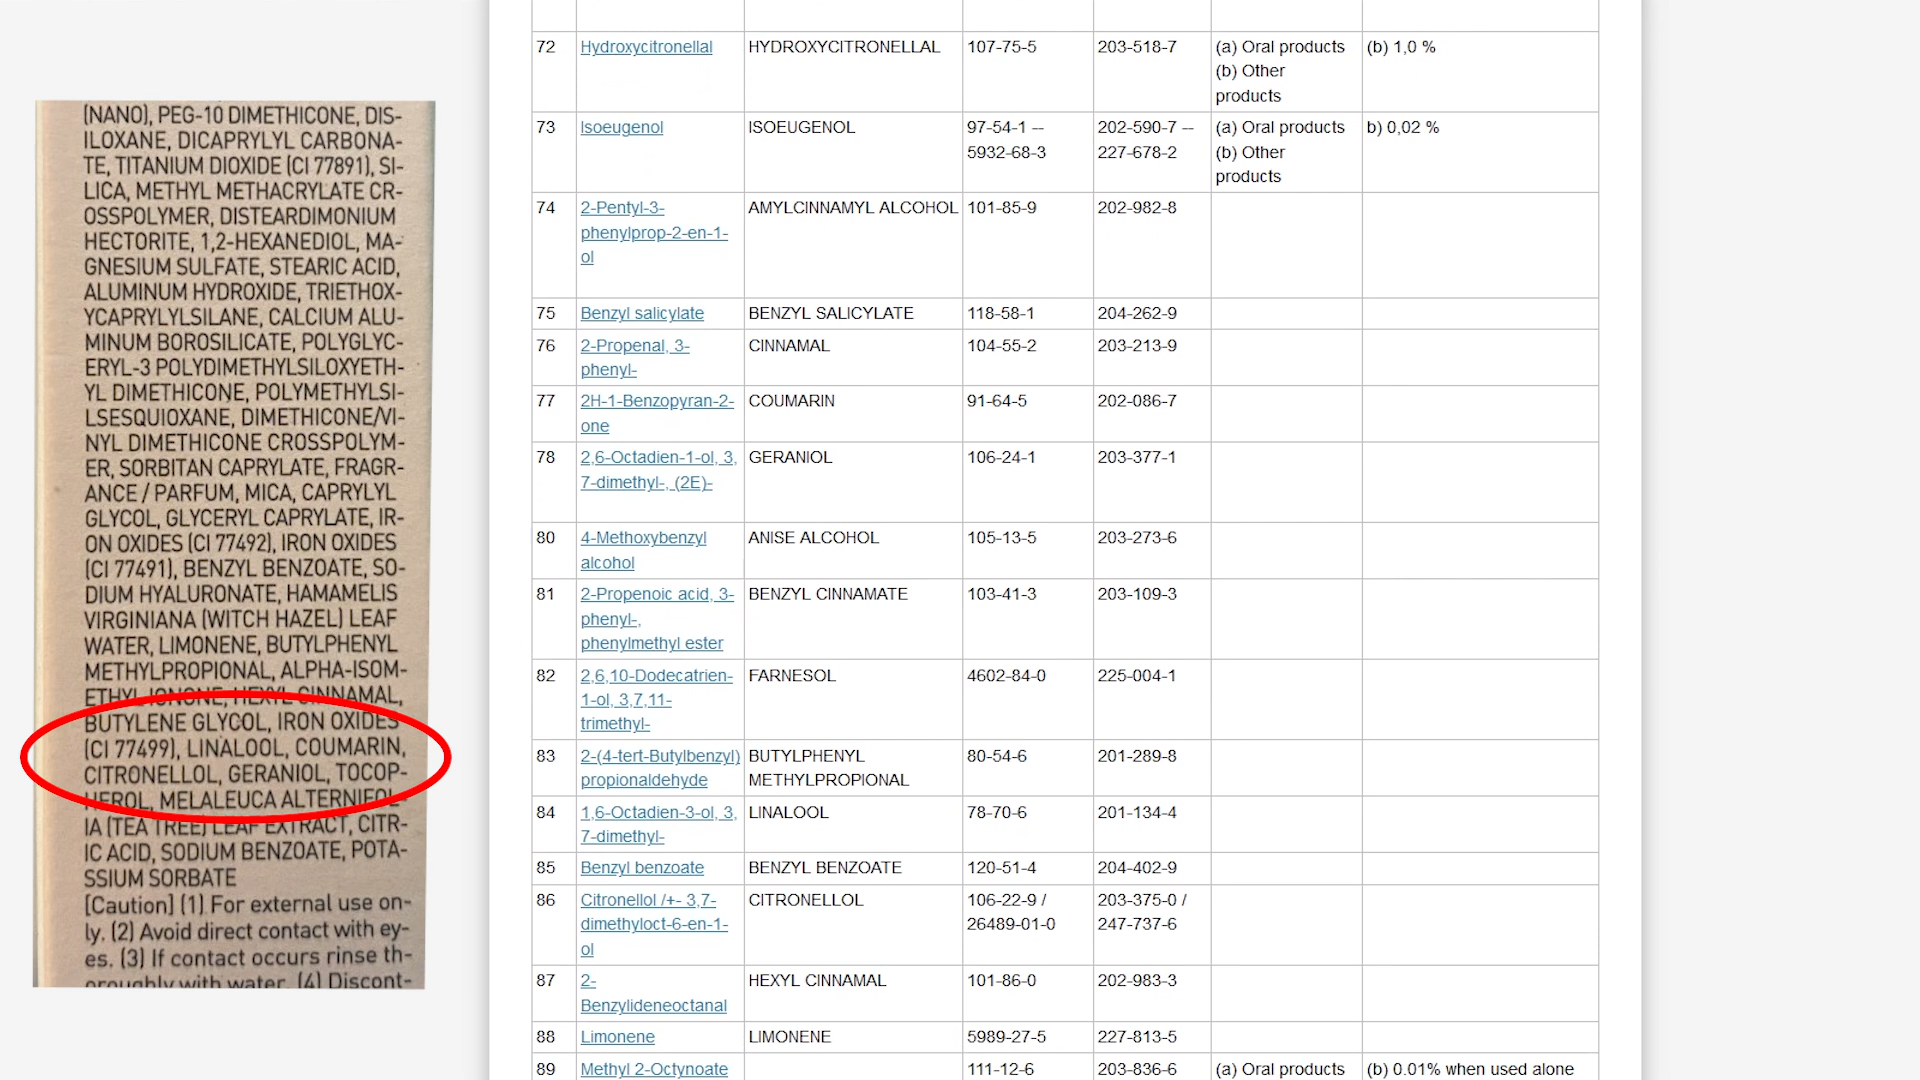 (NANO), PEG-10 DIMETHICONE, DIS-
ILOXANE, DICAPRYLYL CARBONA-
TE, TITANIUM DIOXIDE (CI 77891), SI-
LICA, METHYL METHACRYLATE CR-
OSSPOLYMER, DISTEARDIMONIUM
HECTORITE, 1,2-HEXANEDIOL, MA-
GNESIUM SULFATE, STEARIC ACID,
ALUMINUM HYDROXIDE, TRIETHOX-
YCAPRYLYLSILANE, CALCIUM ALU-
MINUM BOROSILICATE, POLYGLYC-
ERYL-3 POLYDIMETHYLSILOXYETH-
YL DIMETHICONE, POLYMETHYLSI-
LSESQUIOXANE, DIMETHICONE/VI-
NYL DIMETHICONE CROSSPOLYM-
ER, SORBITAN CAPRYLATE, FRAGR-
ANCE / PARFUM, MICA, CAPRYLYL
GLYCOL, GLYCERYL CAPRYLATE, IR-
ON OXIDES (CI 77492), IRON OXIDES
(CI 77491), BENZYL BENZOATE, SO-
DIUM HYALURONATE, HAMAMELIS
VIRGINIANA (WITCH HAZEL) LEAF
WATER, LIMONENE, BUTYLPHENYL
METHYLPROPIONAL, ALPHA-ISOM-
ETHYL IONONE, HEXYL CINNAMAL,
BUTYLENE GLYCOL, IRON OXIDES
(CI 77499), LINALOOL, COUMARIN,
CITRONELLOL, GERANIOL, TOCOP-
HEROL, MELALEUCA ALTERNIFOL-
IA (TEA TREE) LEAF EXTRACT, CITR-
IC ACID, SODIUM BENZOATE, POTA-
SSIUM SORBATE
[Caution] (1) For external use on-
ly. (2) Avoid direct contact with ey-
es. (3) If contact occurs rinse th-
oroughly with water. (4) Discont-
72 Hydroxycitronellal HYDROXYCITRONELLAL 107-75-5 203-518-7 (a) Oral products (b) 1,0 %
(b) Other
products
73 Isoeugenol ISOEUGENOL 97-54-1 -- 202-590-7 -- (a) Oral products b) 0,02 %
5932-68-3 227-678-2 (b) Other
products
74 2-Pentyl-3- AMYLCINNAMYL ALCOHOL 101-85-9 202-982-8
phenylprop-2-en-1-
ol
75 Benzyl salicylate BENZYL SALICYLATE 118-58-1 204-262-9
76 2-Propenal, 3- CINNAMAL 104-55-2 203-213-9
phenyl-
77 2H-1-Benzopyran-2- COUMARIN 91-64-5 202-086-7
one
78 2,6-Octadien-1-ol, 3, GERANIOL 106-24-1 203-377-1
7-dimethyl-, (2E)-
80 4-Methoxybenzyl ANISE ALCOHOL 105-13-5 203-273-6
alcohol
81 2-Propenoic acid, 3- BENZYL CINNAMATE 103-41-3 203-109-3
phenyl-,
phenylmethyl ester
82 2,6,10-Dodecatrien- FARNESOL 4602-84-0 225-004-1
1-ol, 3,7,11-
trimethyl-
83 2-(4-tert-Butylbenzyl) BUTYLPHENYL 80-54-6 201-289-8
propionaldehyde METHYLPROPIONAL
84 1,6-Octadien-3-ol, 3, LINALOOL 78-70-6 201-134-4
7-dimethyl-
85 Benzyl benzoate BENZYL BENZOATE 120-51-4 204-402-9
86 Citronellol /+- 3,7- CITRONELLOL 106-22-9 / 203-375-0 /
dimethyloct-6-en-1- 26489-01-0 247-737-6
ol
87 2- HEXYL CINNAMAL 101-86-0 202-983-3
Benzylideneoctanal
88 Limonene LIMONENE 5989-27-5 227-813-5
89 Methyl 2-Octynoate 111-12-6 203-836-6 (a) Oral products (b) 0.01% when used alone